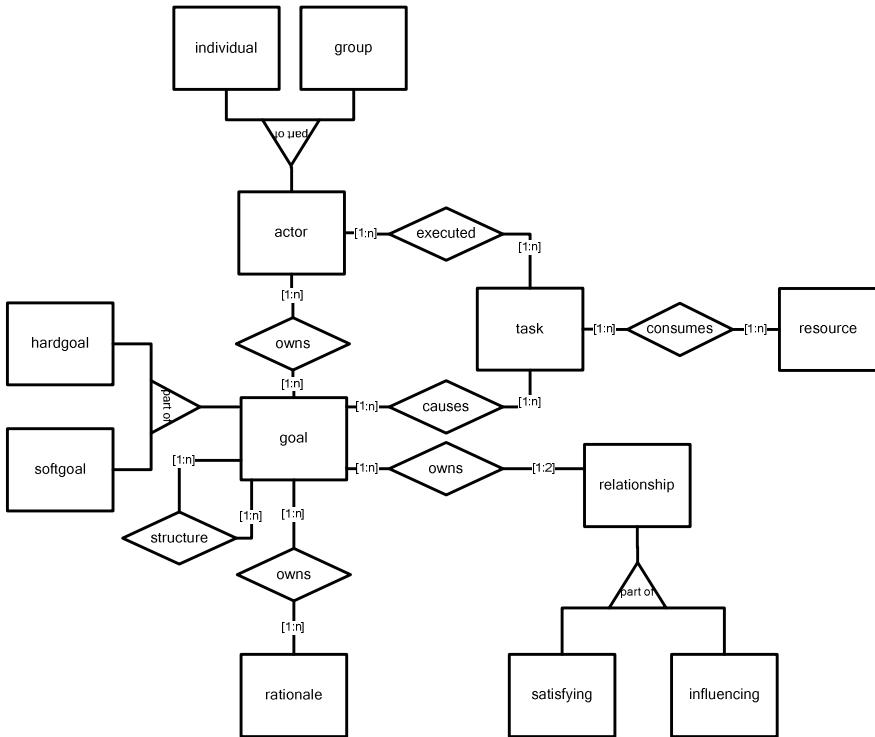 individual
group
part of
actor
[1:n]
executed
[1:n]
[1:n]
task
[1:n]
consumes
[1:n]
resource
hardgoal
owns
part of
[1:n]
[1:n]
causes
[1:n]
goal
softgoal
[1:n]
[1:n]
owns
[1:2]
relationship
structure
[1:n]
[1:n]
owns
part of
[1:n]
rationale
satisfying
influencing